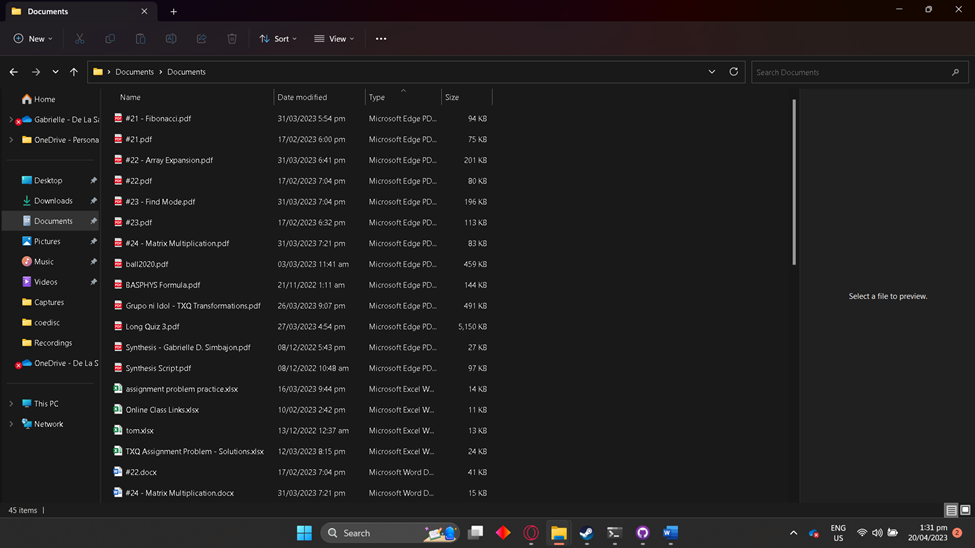 Documents
New
Sort
View
Documents
Documents
Search Documents
Name Date modified Type Size
Home
Gabrielle - De La Sa
OneDrive - Persona
Desktop
Downloads
Documents
Pictures
Music
Videos
Captures
coedisc
Recordings
OneDrive - De La S
This PC
Network
#21 - Fibonacci.pdf 31/03/2023 5:54 pm Microsoft Edge PD... 94 KB
#21.pdf 17/02/2023 6:00 pm Microsoft Edge PD... 75 KB
#22 - Array Expansion.pdf 31/03/2023 6:41 pm Microsoft Edge PD... 201 KB
#22.pdf 17/02/2023 7:04 pm Microsoft Edge PD... 80 KB
#23 - Find Mode.pdf 31/03/2023 7:04 pm Microsoft Edge PD... 196 KB
#23.pdf 17/02/2023 6:32 pm Microsoft Edge PD... 113 KB
#24 - Matrix Multiplication.pdf 31/03/2023 7:21 pm Microsoft Edge PD... 83 KB
ball2020.pdf 03/03/2023 11:41 am Microsoft Edge PD... 459 KB
BASPHYS Formula.pdf 21/11/2022 1:11 am Microsoft Edge PD... 144 KB
Grupo ni Idol - TXQ Transformations.pdf 26/03/2023 9:07 pm Microsoft Edge PD... 491 KB
Long Quiz 3.pdf 27/03/2023 4:54 pm Microsoft Edge PD... 5,150 KB
Synthesis - Gabrielle D. Simbajon.pdf 08/12/2022 5:43 pm Microsoft Edge PD... 27 KB
Synthesis Script.pdf 08/12/2022 10:48 am Microsoft Edge PD... 97 KB
assignment problem practice.xlsx 16/03/2023 9:44 pm Microsoft Excel W... 14 KB
Online Class Links.xlsx 10/02/2023 2:42 pm Microsoft Excel W... 11 KB
tom.xlsx 13/12/2022 12:37 am Microsoft Excel W... 13 KB
TXQ Assignment Problem - Solutions.xlsx 12/03/2023 8:15 pm Microsoft Excel W... 24 KB
#22.docx 17/02/2023 7:04 pm Microsoft Word D... 41 KB
#24 - Matrix Multiplication.docx 31/03/2023 7:21 pm Microsoft Word D... 15 KB
Select a file to preview.
45 items
Search
ENG
US
1:31 pm
20/04/2023
2